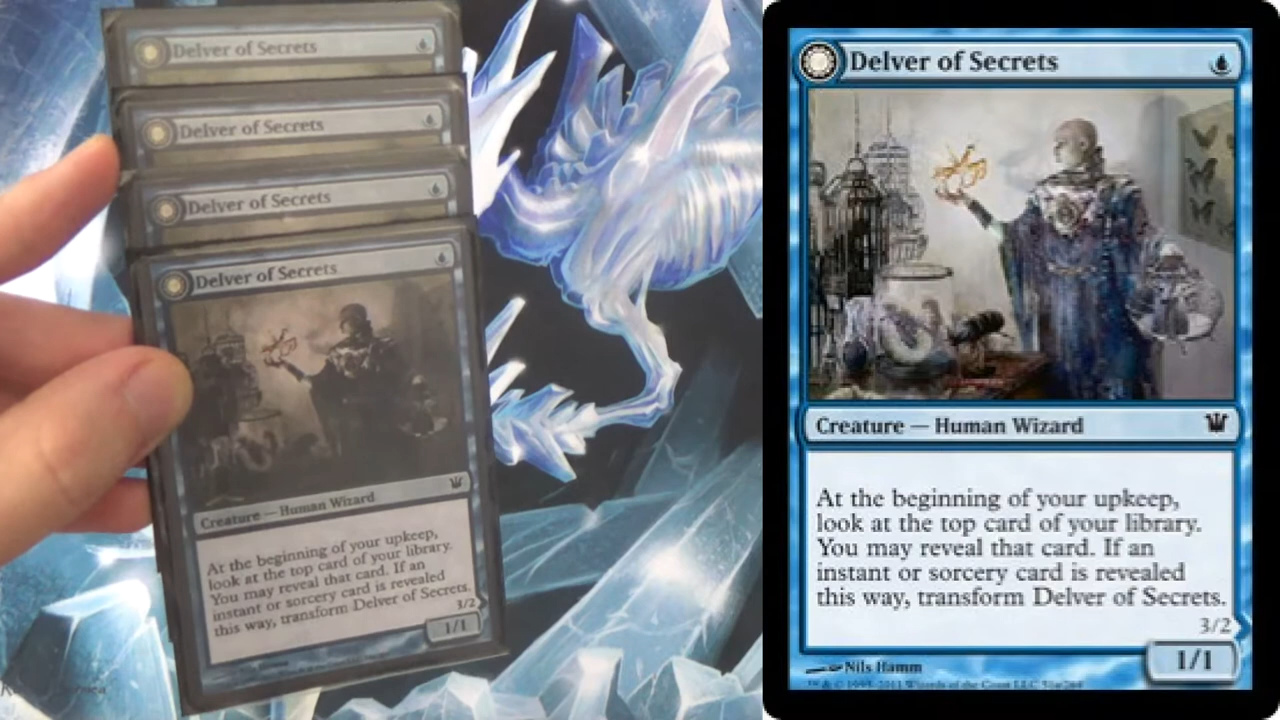 Delver of Secrets
Delver of Secrets
Delver of Secrets
Delver of Secrets
Creature — Human Wizard
At the beginning of your upkeep,
look at the top card of your library.
You may reveal that card. If an
instant or sorcery card is revealed
this way, transform Delver of Secrets.
3/2
1/1
Delver of Secrets
Creature — Human Wizard
At the beginning of your upkeep,
look at the top card of your library.
You may reveal that card. If an
instant or sorcery card is revealed
this way, transform Delver of Secrets.
3/2
1/1
Nils Hamm